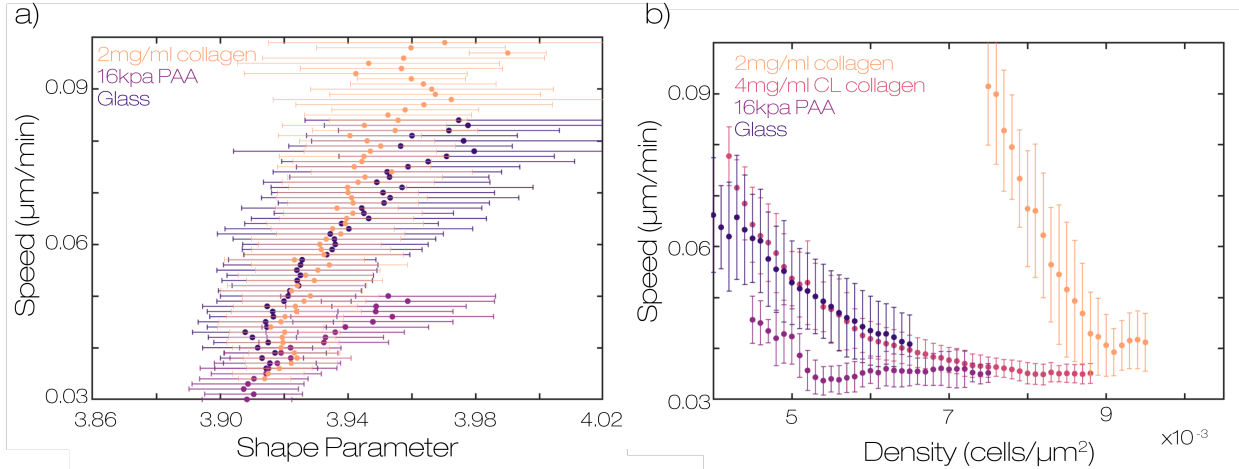 a)
2mg/ml collagen
16kpa PAA
Glass
0.09
0.06
0.03
Speed (μm/min)
3.86
3.90
3.94
3.98
4.02
Shape Parameter
b)
2mg/ml collagen
4mg/ml CL collagen
16kpa PAA
Glass
0.09
0.06
0.03
Speed (μm/min)
5
7
9
×10⁻³
Density (cells/μm²)